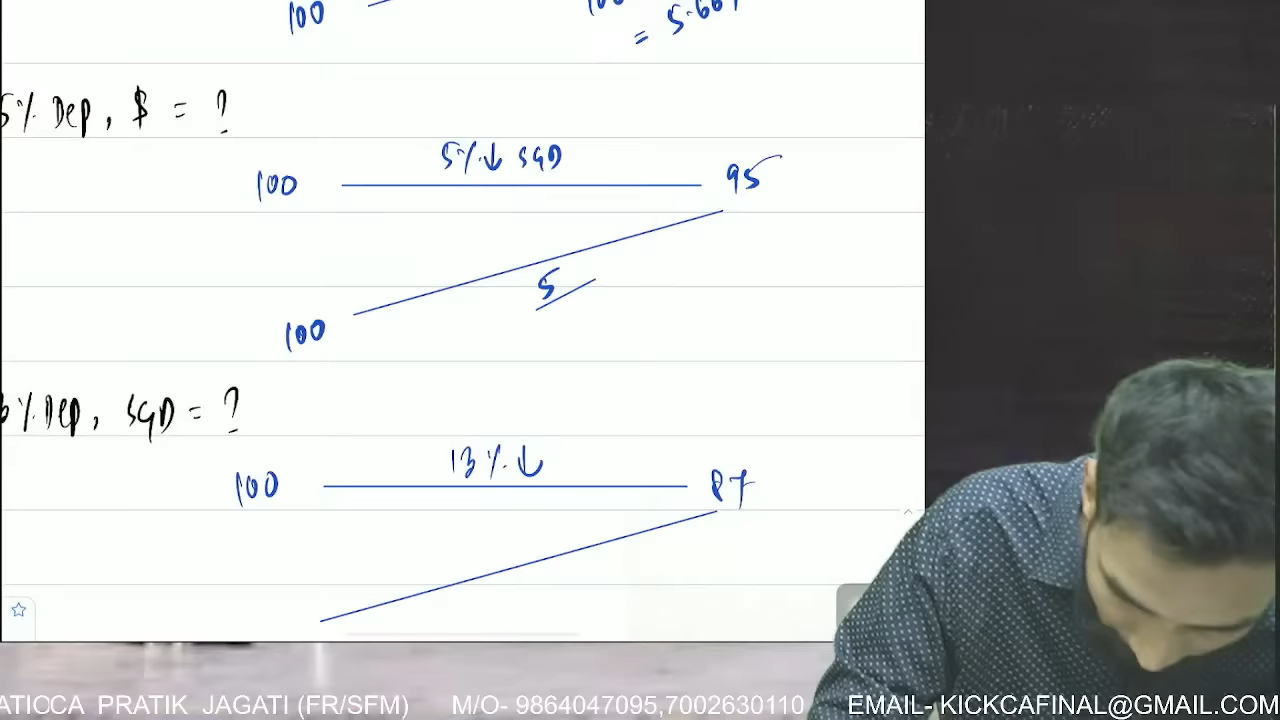 100
= 5.667
5% Dep, $ = ?
5%↓ SGD
100 95
5
100
% Dep, SGD = ?
13%↓
100 87
ATICCA PRATIK JAGATI (FR/SFM) M/O- 9864047095,7002630110 EMAIL- KICKCAFINAL@GMAIL.COM